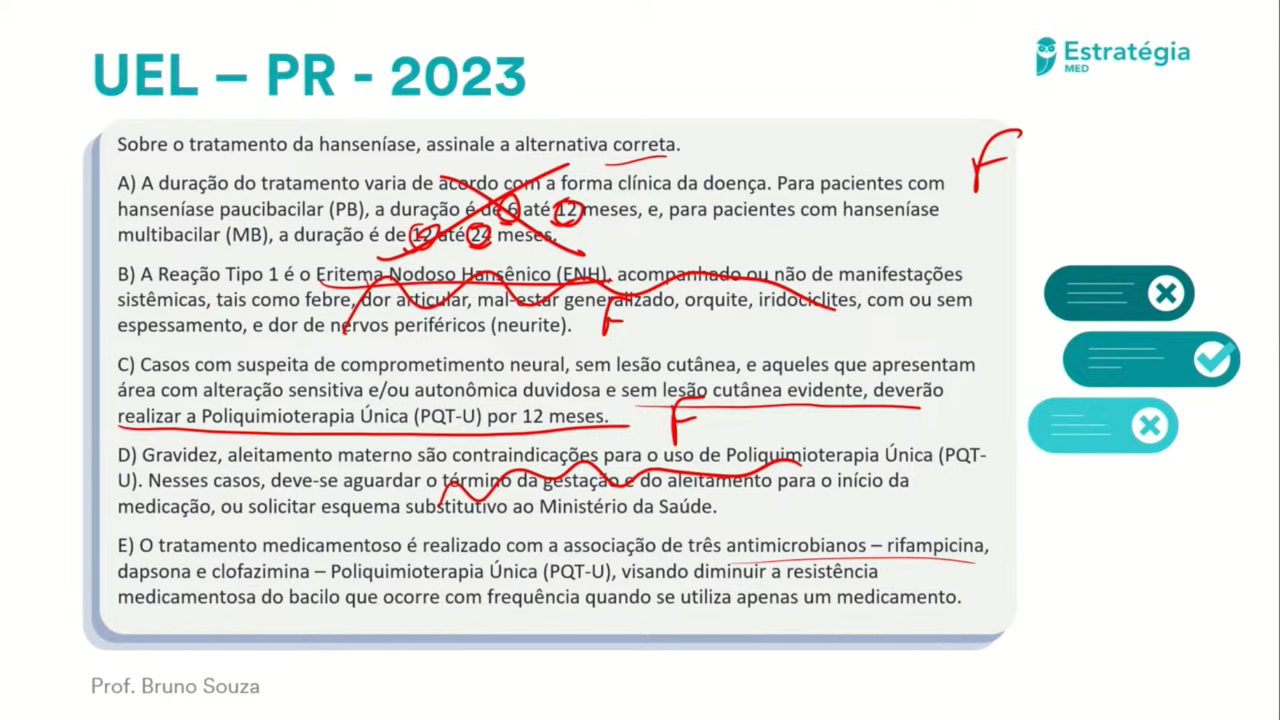 UEL – PR - 2023
Estratégia
MED
Sobre o tratamento da hanseníase, assinale a alternativa correta.
F
A) A duração do tratamento varia de acordo com a forma clínica da doença. Para pacientes com
hanseníase paucibacilar (PB), a duração é de 6 até 12 meses, e, para pacientes com hanseníase
multibacilar (MB), a duração é de 12 até 24 meses.
B) A Reação Tipo 1 é o Eritema Nodoso Hansênico (ENH), acompanhado ou não de manifestações
sistêmicas, tais como febre, dor articular, mal-estar generalizado, orquite, iridociclites, com ou sem
espessamento, e dor de nervos periféricos (neurite).
F
C) Casos com suspeita de comprometimento neural, sem lesão cutânea, e aqueles que apresentam
área com alteração sensitiva e/ou autonômica duvidosa e sem lesão cutânea evidente, deverão
realizar a Poliquimioterapia Única (PQT-U) por 12 meses.
F
D) Gravidez, aleitamento materno são contraindicações para o uso de Poliquimioterapia Única (PQT-
U). Nesses casos, deve-se aguardar o término da gestação e do aleitamento para o início da
medicação, ou solicitar esquema substitutivo ao Ministério da Saúde.
E) O tratamento medicamentoso é realizado com a associação de três antimicrobianos – rifampicina,
dapsona e clofazimina – Poliquimioterapia Única (PQT-U), visando diminuir a resistência
medicamentosa do bacilo que ocorre com frequência quando se utiliza apenas um medicamento.
Prof. Bruno Souza